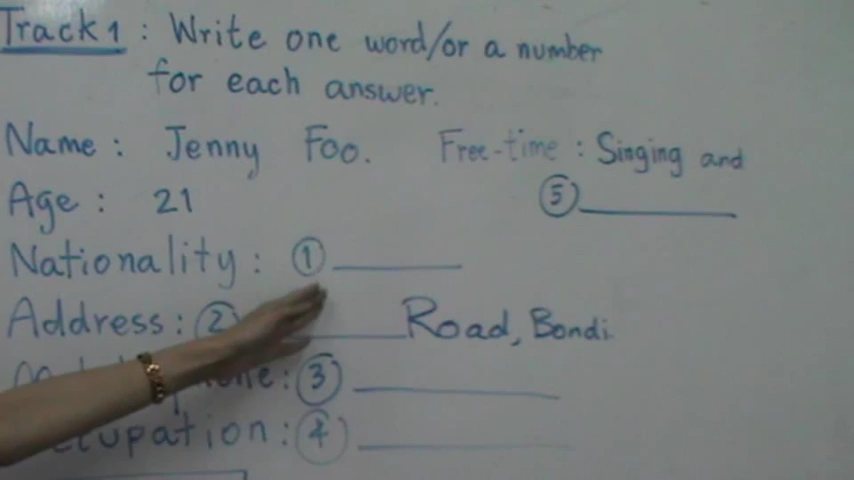 Track 1 : Write one word/or a number
for each answer.
Name : Jenny Foo.
Age : 21
Nationality : ① ______
Address : ② ______ Road, Bondi.
: ③ ______
: ④ ______
Free-time : Singing and
⑤ ______